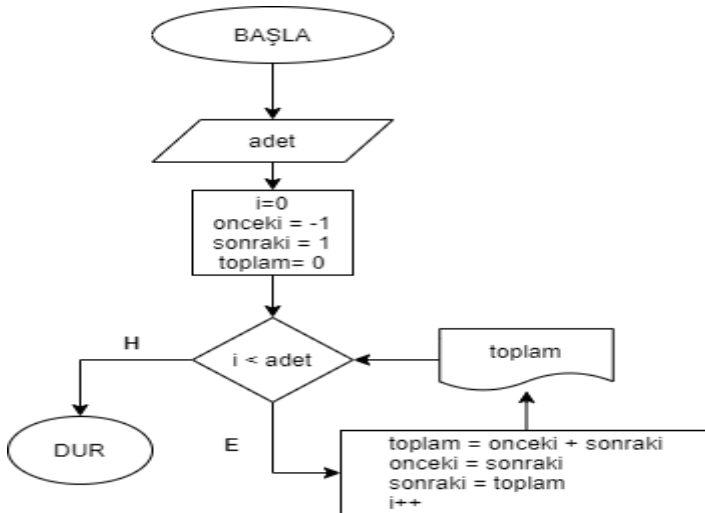 BAŞLA
adet
i=0
onceki = -1
sonraki = 1
toplam= 0
H
i < adet
toplam
DUR
E
toplam = onceki + sonraki
onceki = sonraki
sonraki = toplam
i++